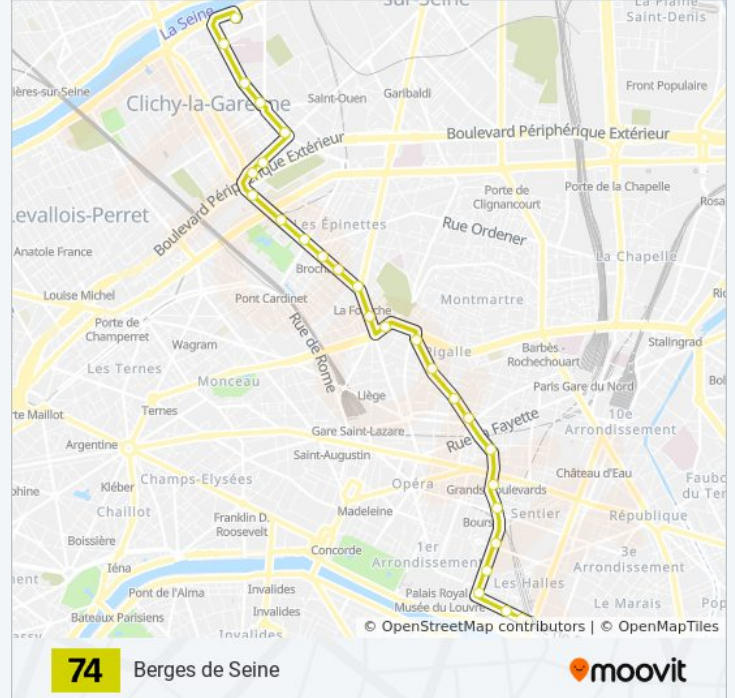 sur-Seine
La Plaine
Saint-Denis
La Seine
ières-sur-Seine
Clichy-la-Garenne
Saint-Ouen
Garibaldi
Front Populaire
Boulevard Périphérique Extérieur
Boulevard Périphérique Extérieur
Porte de
Clignancourt
Porte de la Chapelle
Rosa
Levallois-Perret
Les Épinettes
Rue Ordener
Anatole France
La Chapelle
Brochant
Louise Michel
Pont Cardinet
La Fourche
Montmartre
Porte de
Champerret
Wagram
Rue de Rome
Pigalle
Barbès -
Rochechouart
Stalingrad
Les Ternes
Monceau
Liège
Paris Gare du Nord
te Maillot
Ternes
Gare Saint-Lazare
Rue La Fayette
10e
Arrondissement
Argentine
Saint-Augustin
Champs-Elysées
Opéra
Grands Boulevards
Château d'Eau
Faubo
du Ten
phine
Kléber
Chaillot
Madeleine
Bourse
Sentier
République
Franklin D.
Roosevelt
Boissière
Concorde
1er
Arrondissement
3e
Arrondissement
Iéna
Pont de l'Alma
Invalides
Palais Royal
Musée du Louvre
Les Halles
Le Marais
Pop
Bateaux Parisiens
Invalides
Invalides
© OpenStreetMap contributors | © OpenMapTiles
74 Berges de Seine
moovit